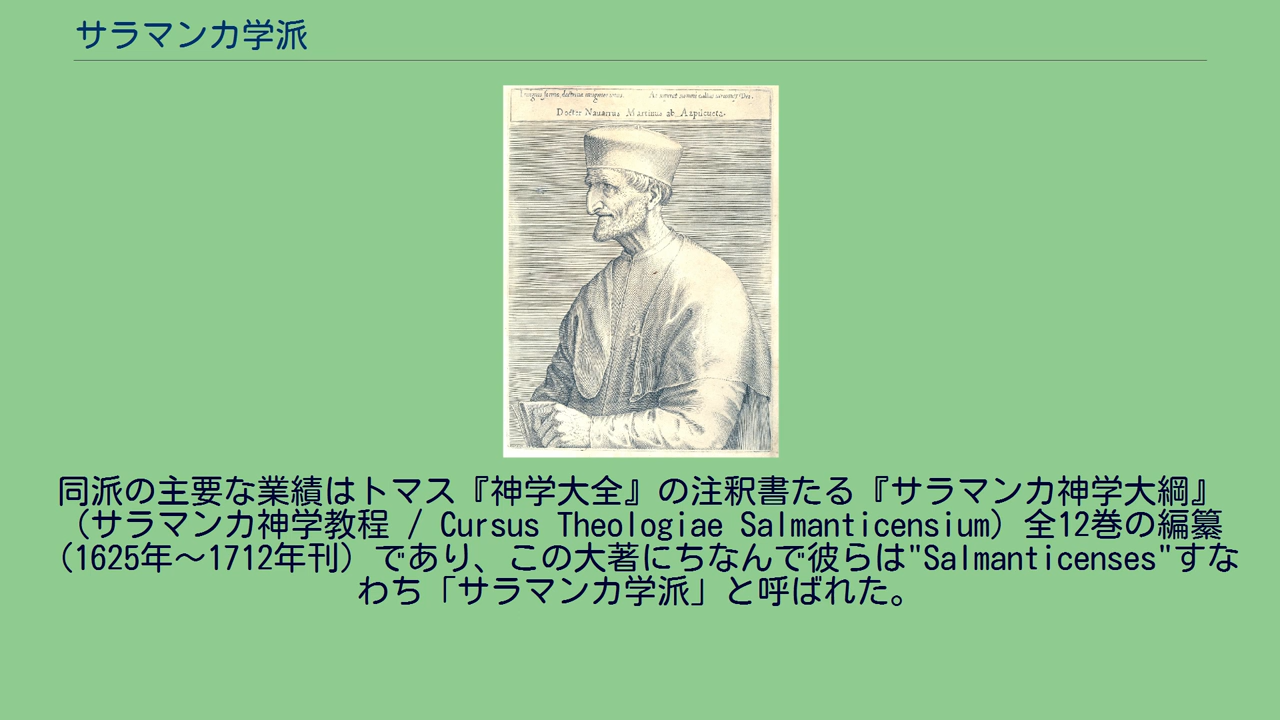 サラマンカ学派
Doctor Nauarrus Martinus ab Azpilcueta.
同派の主要な業績はトマス『神学大全』の注釈書たる『サラマンカ神学大綱』
（サラマンカ神学教程 / Cursus Theologiae Salmanticensium）全12巻の編纂
（1625年〜1712年刊）であり、この大著にちなんで彼らは"Salmanticenses"すな
わち「サラマンカ学派」と呼ばれた。